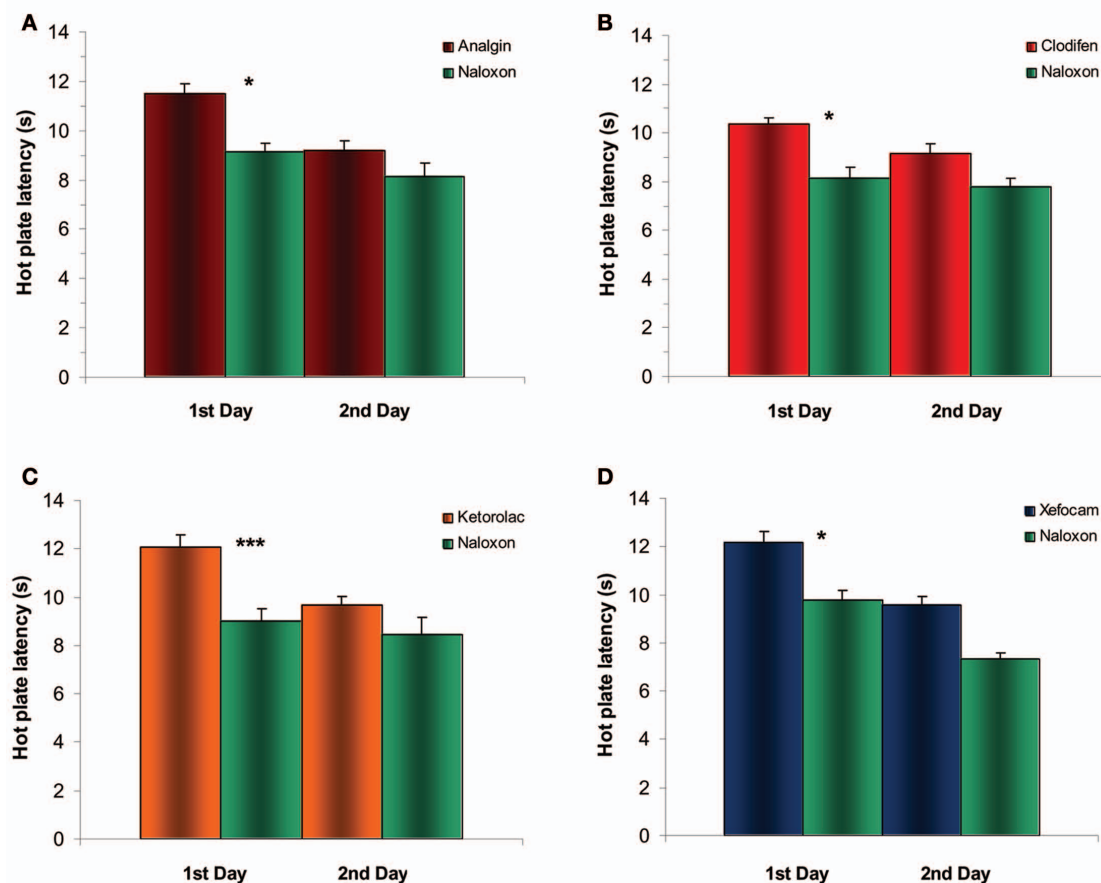 A
Hot plate latency (s)
14
12
10
8
6
4
2
0
Analgin
Naloxon
*
1st Day
2nd Day
B
Hot plate latency (s)
14
12
10
8
6
4
2
0
Clodifen
Naloxon
*
1st Day
2nd Day
C
Hot plate latency (s)
14
12
10
8
6
4
2
0
Ketorolac
Naloxon
***
1st Day
2nd Day
D
Hot plate latency (s)
14
12
10
8
6
4
2
0
Xefocam
Naloxon
*
1st Day
2nd Day